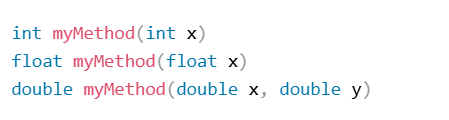 int myMethod(int x)
float myMethod(float x)
double myMethod(double x, double y)